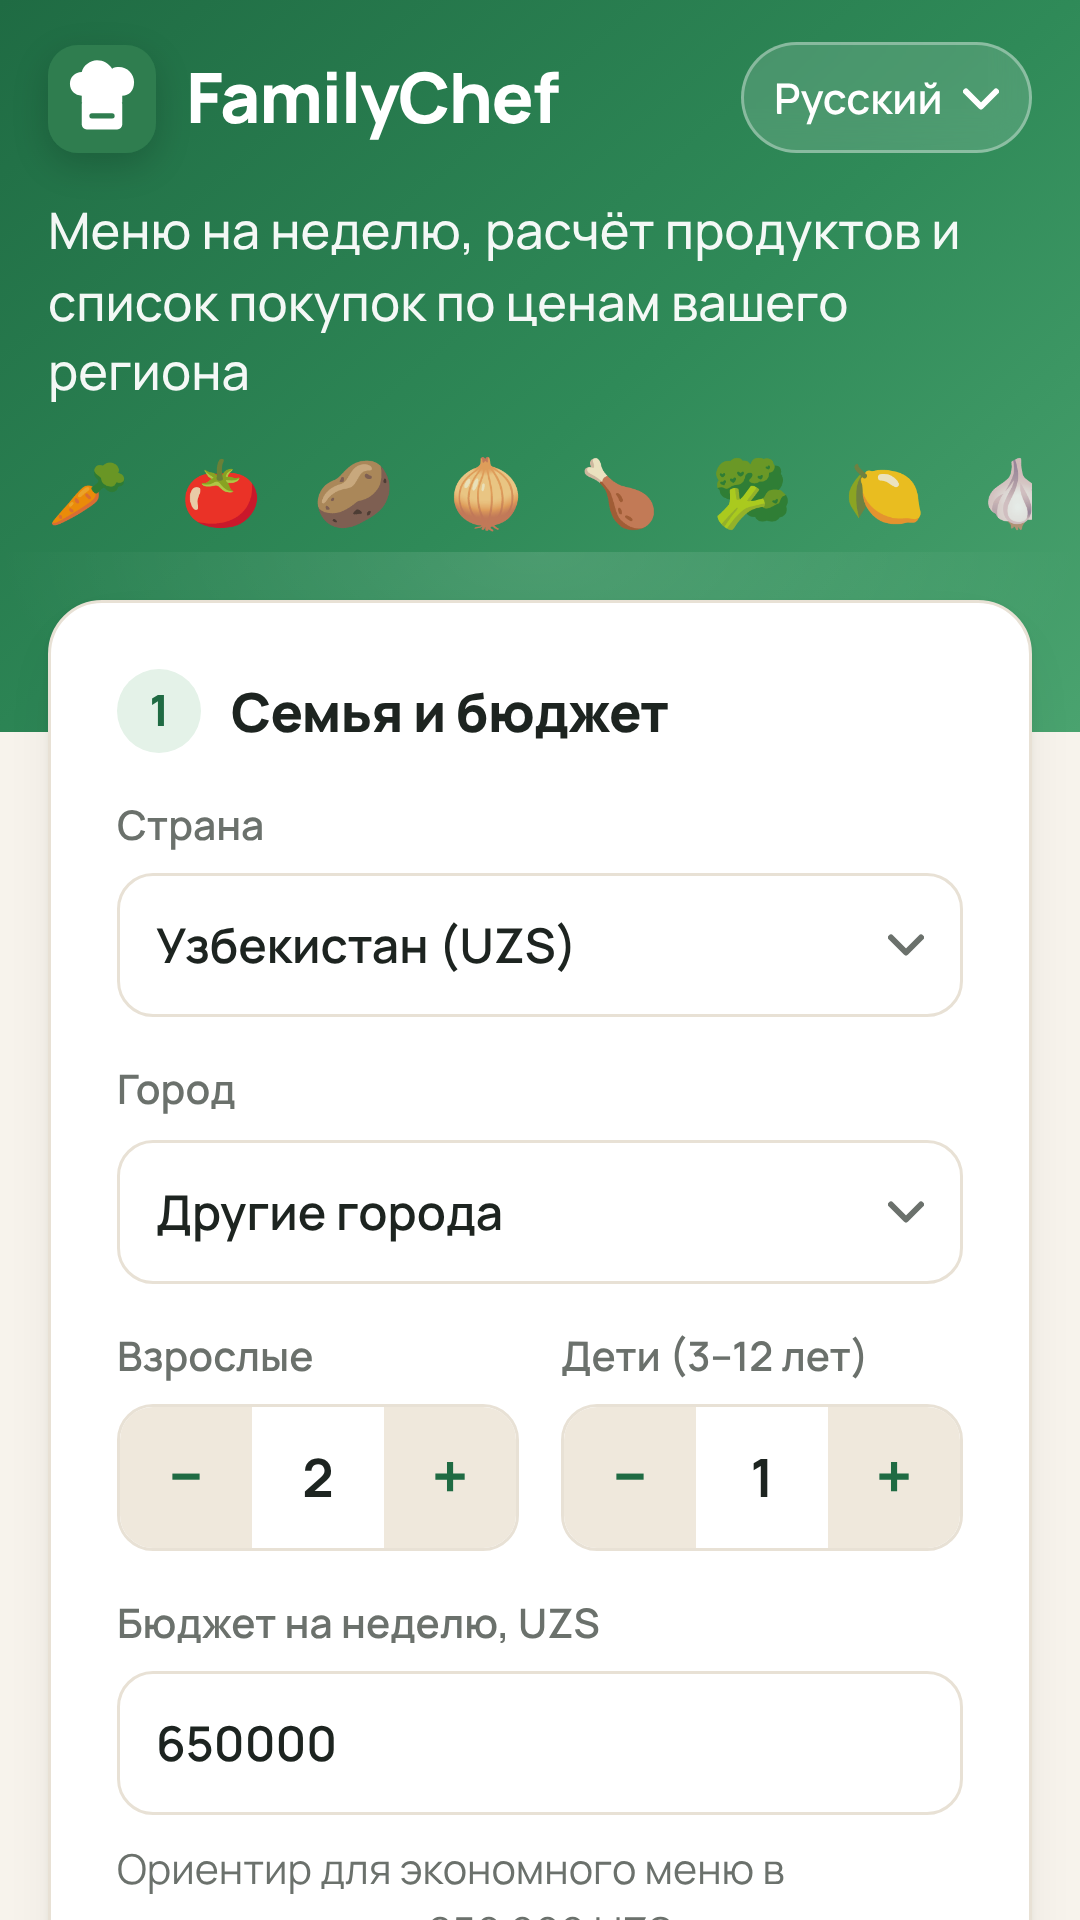 FamilyChef
Русский
Меню на неделю, расчёт продуктов и
список покупок по ценам вашего
региона
1
Семья и бюджет
Страна
Узбекистан (UZS)
Город
Другие города
Взрослые
Дети (3–12 лет)
− 2 +
− 1 +
Бюджет на неделю, UZS
650000
Ориентир для экономного меню в